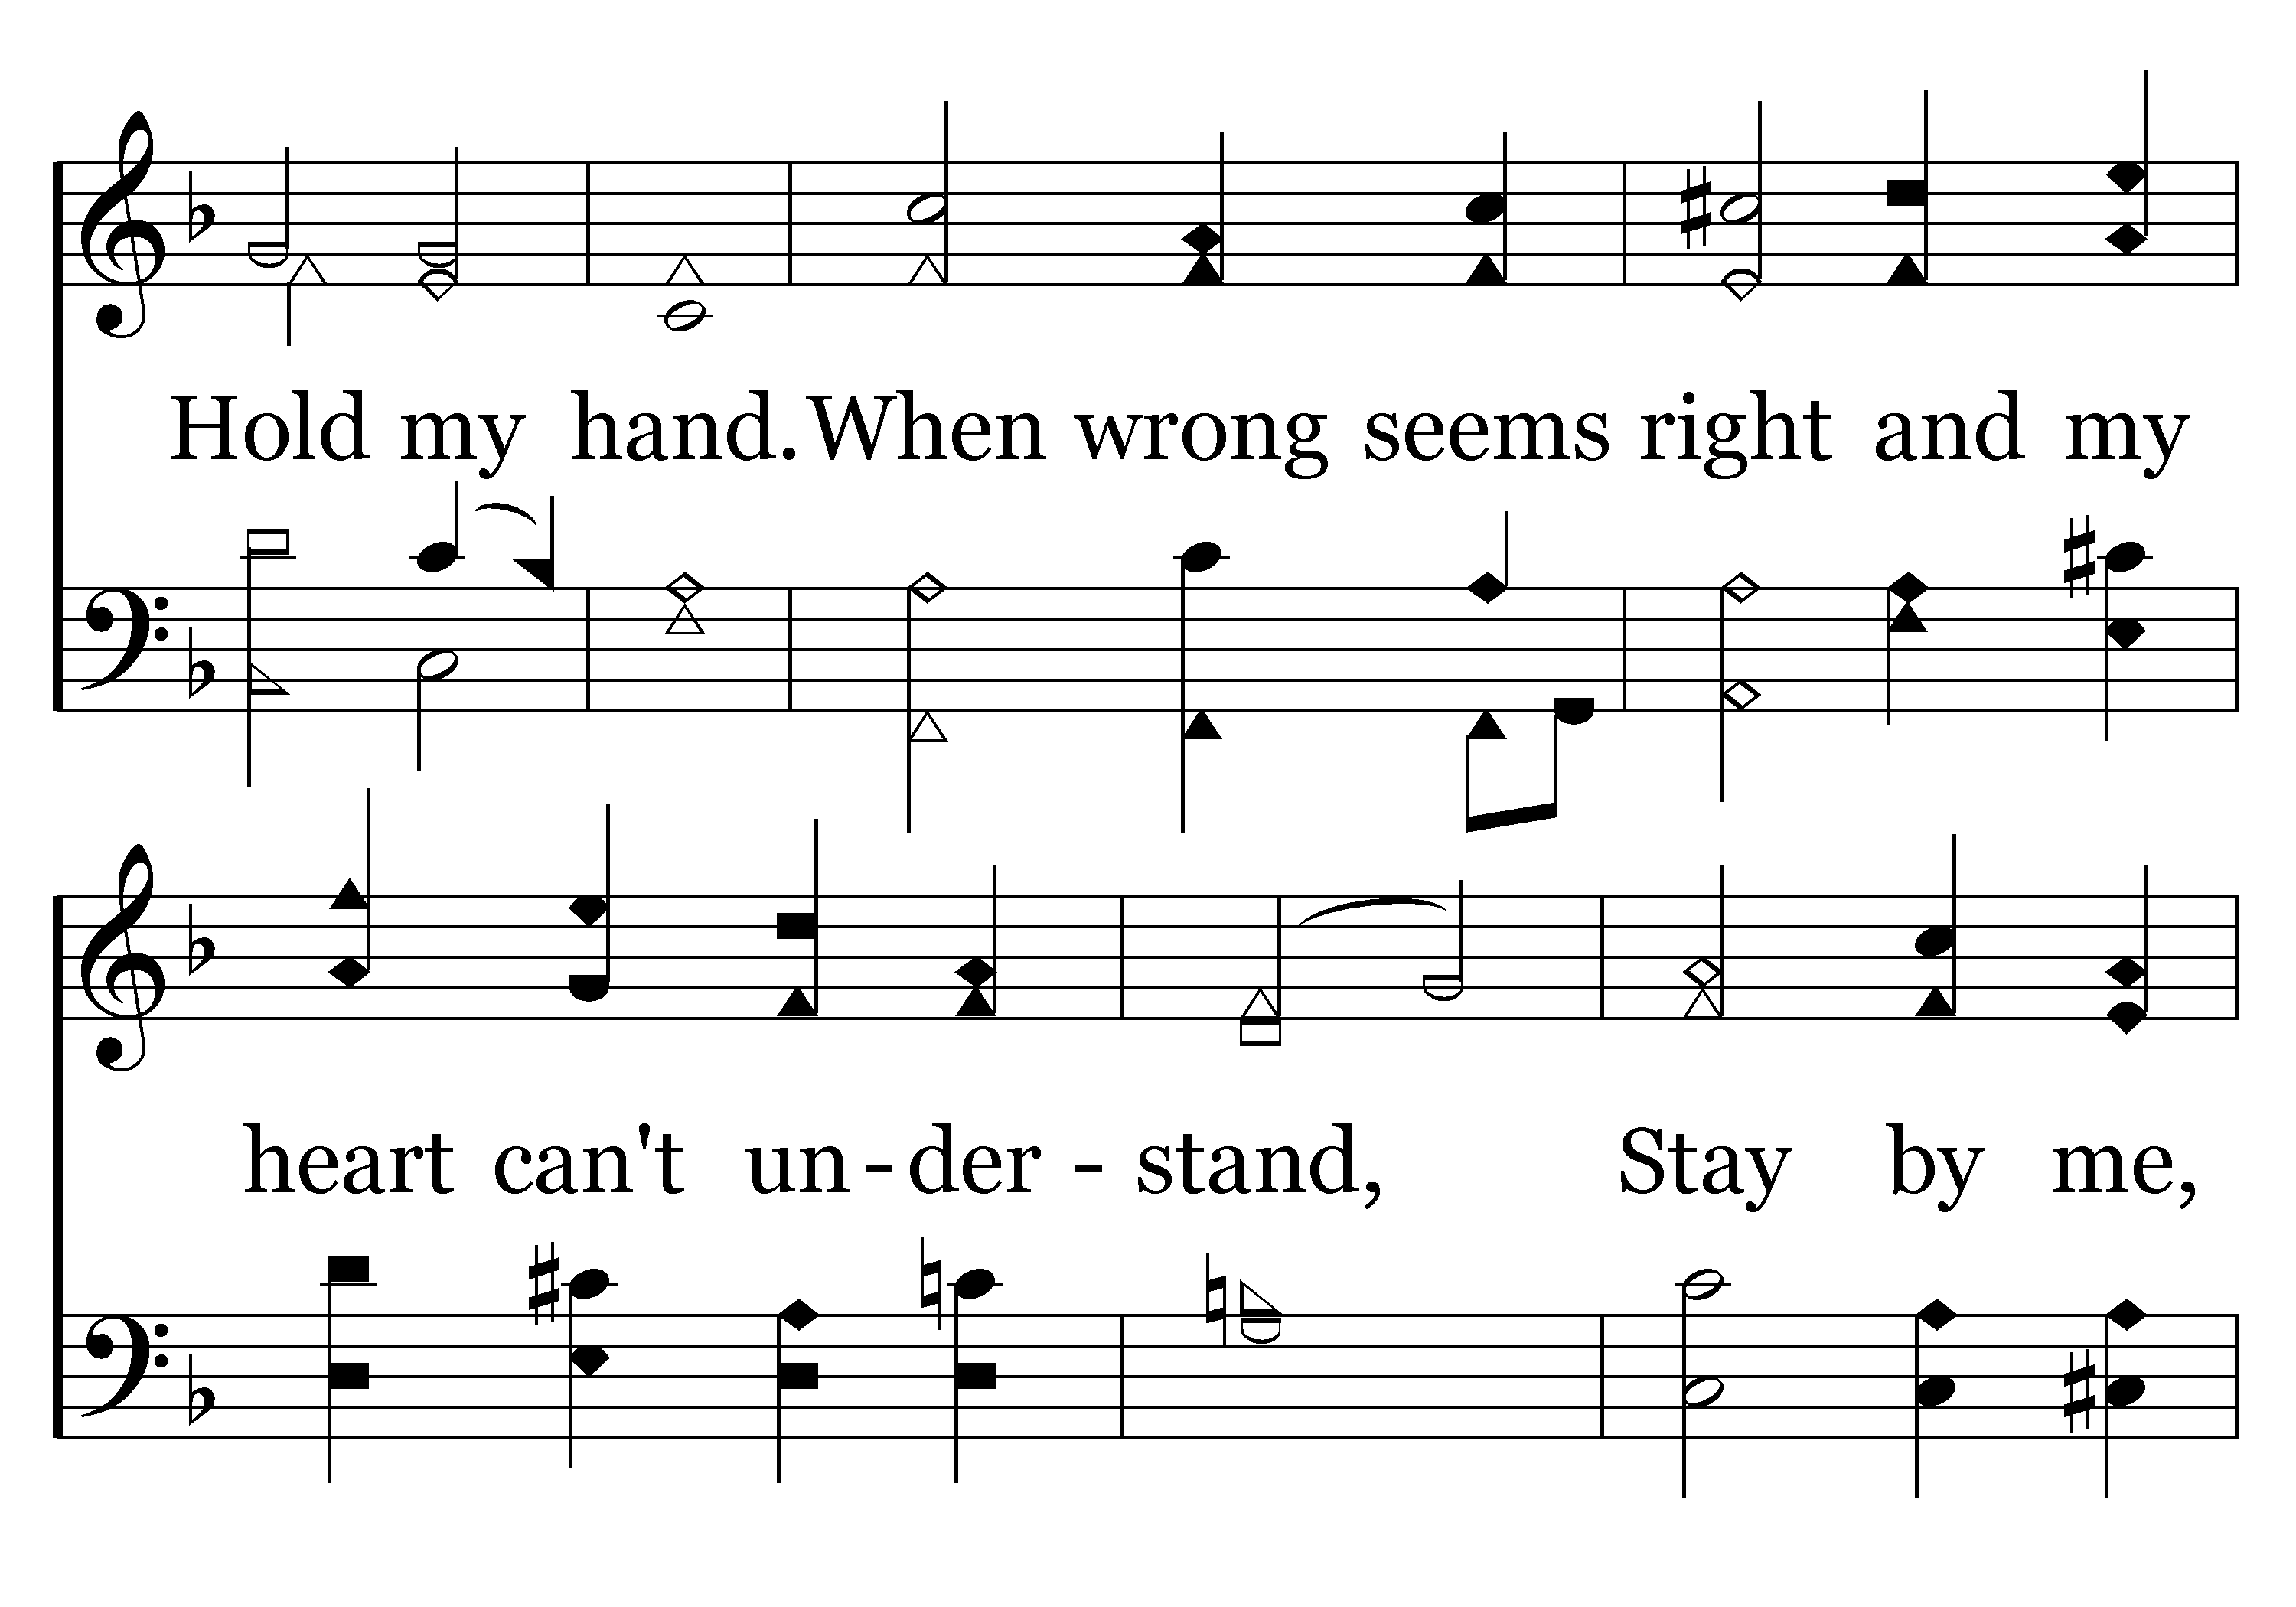 Hold my hand. When wrong seems right and my
heart can't un - der - stand, Stay by me,